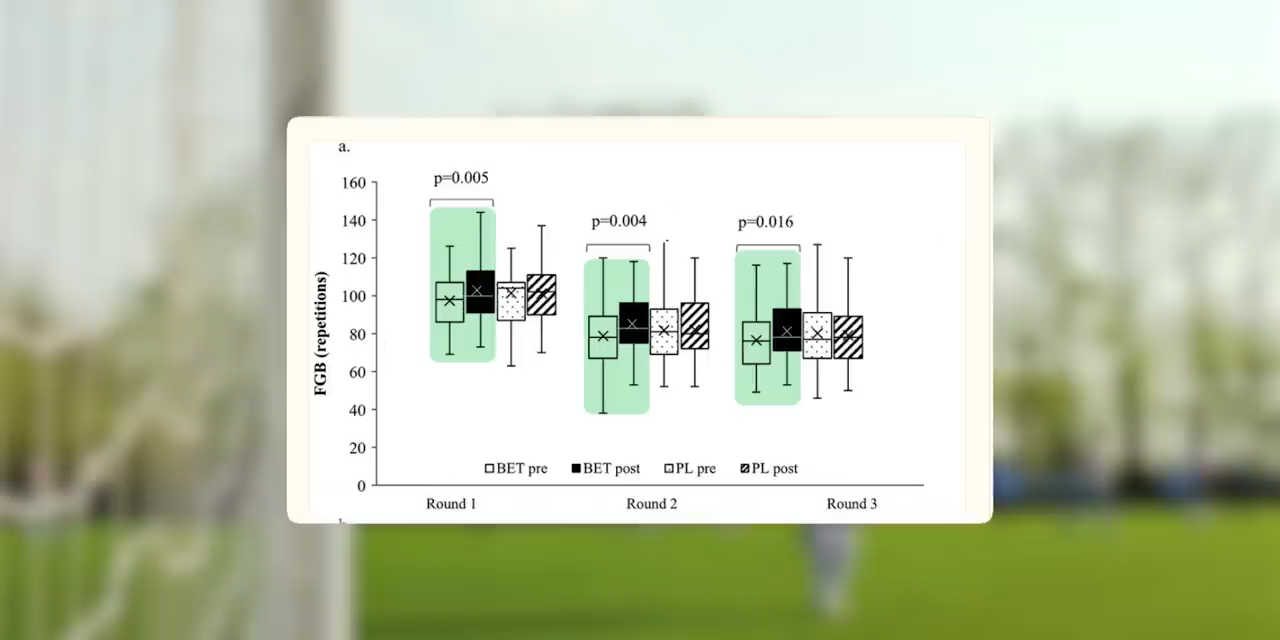 a.
p=0.005
p=0.004
p=0.016
160
140
120
100
80
60
40
20
0
FGB (repetitions)
BET pre BET post PL pre PL post
Round 1 Round 2 Round 3